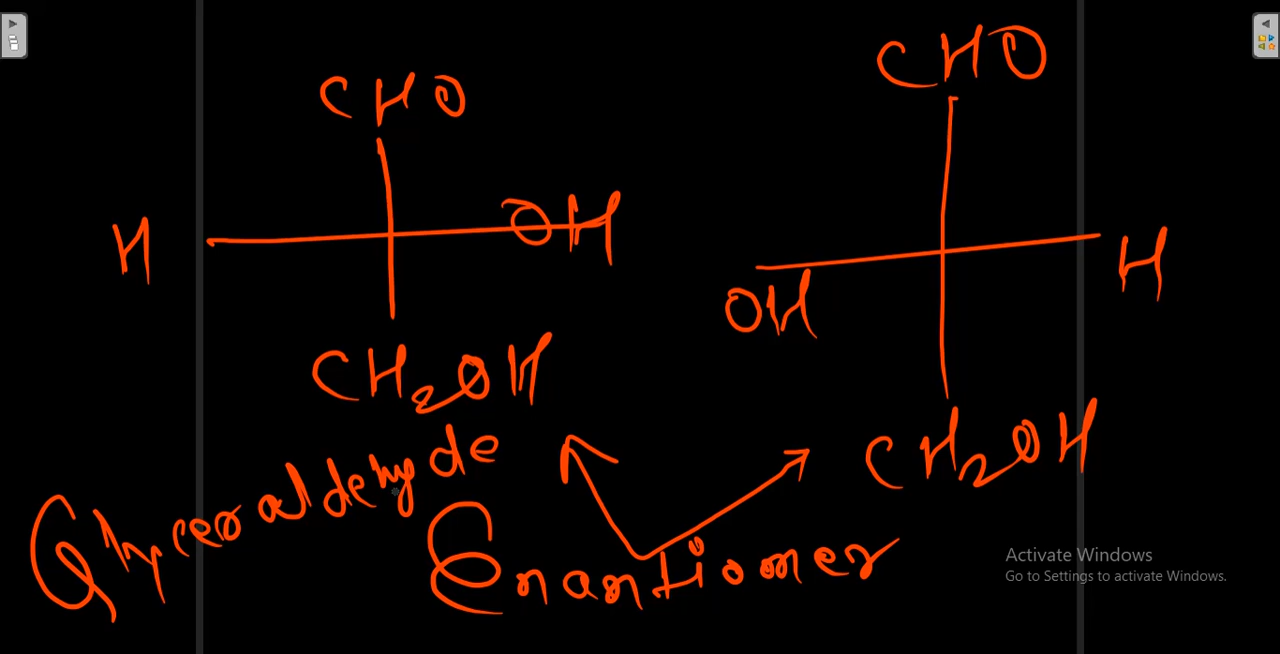 CHO
CHO
H
OH
OH
H
CH2OH
CH2OH
Glyceraldehyde
Enantiomer
Activate Windows
Go to Settings to activate Windows.